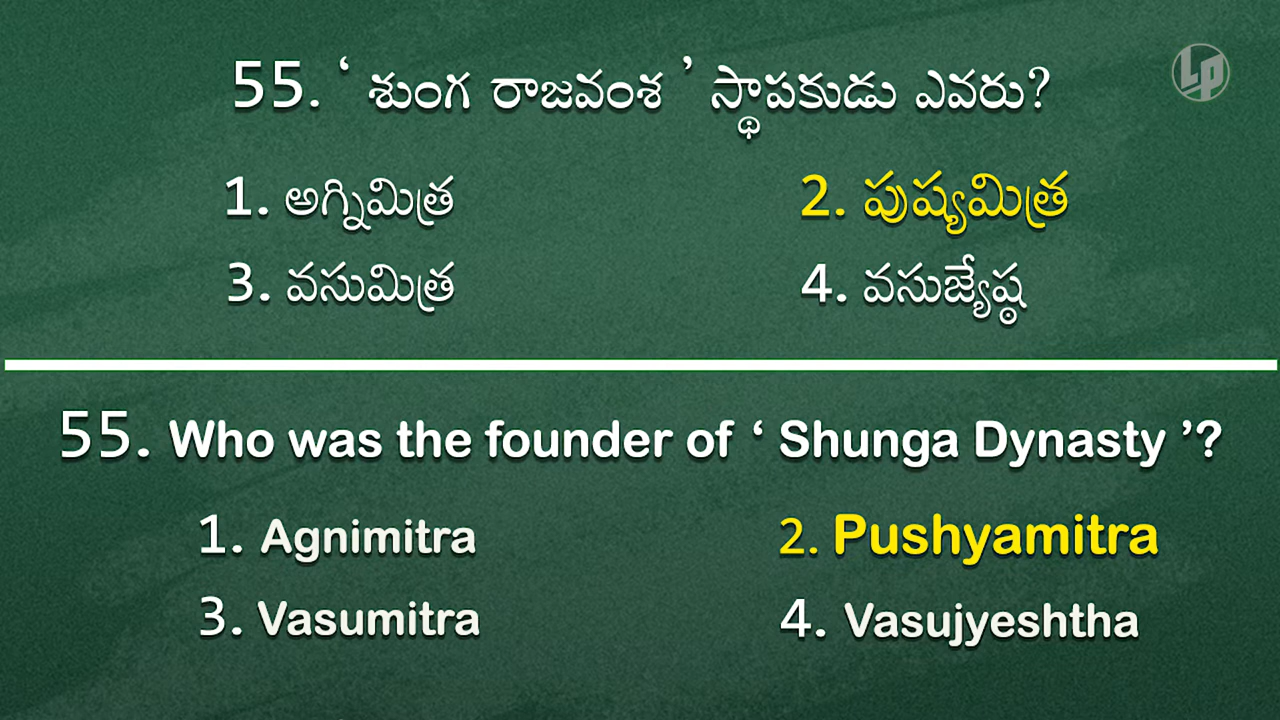 55. ‘ శుంగ రాజవంశ ’ స్థాపకుడు ఎవరు?
1. అగ్నిమిత్ర 2. పుష్యమిత్ర
3. వసుమిత్ర 4. వసుజ్యేష్ఠ
55. Who was the founder of ‘ Shunga Dynasty ’?
1. Agnimitra 2. Pushyamitra
3. Vasumitra 4. Vasujyeshtha
LP